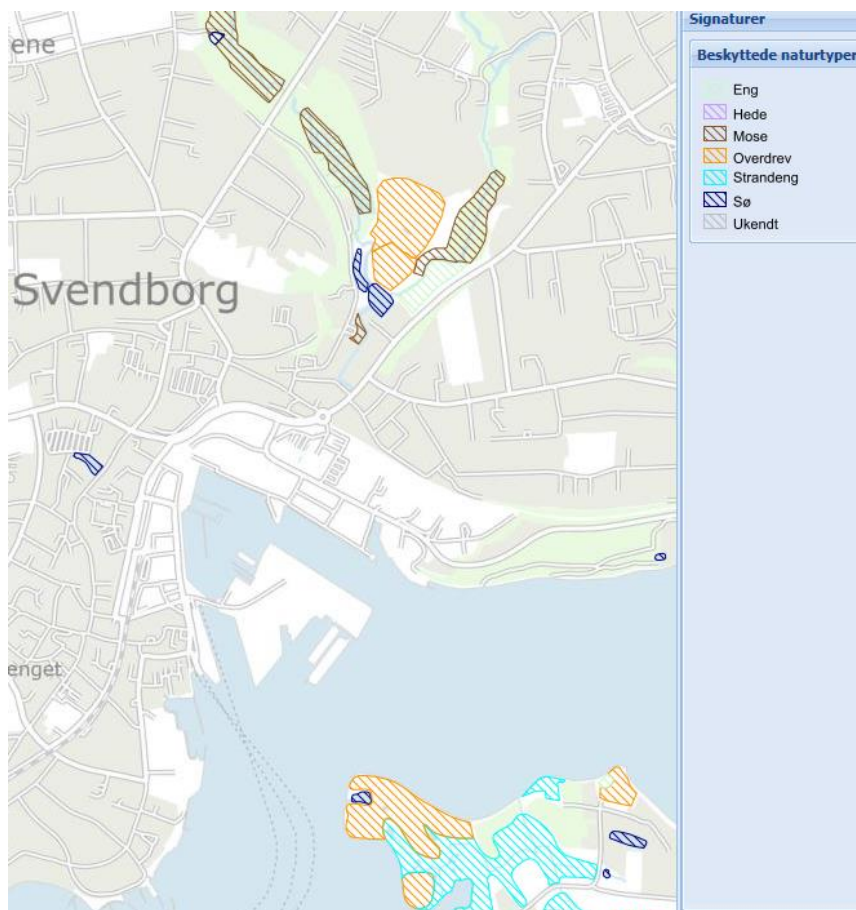 Signaturer
ene
Beskyttede naturtyper
Eng
Hede
Mose
Overdrev
Strandeng
Sø
Ukendt
Svendborg
enget